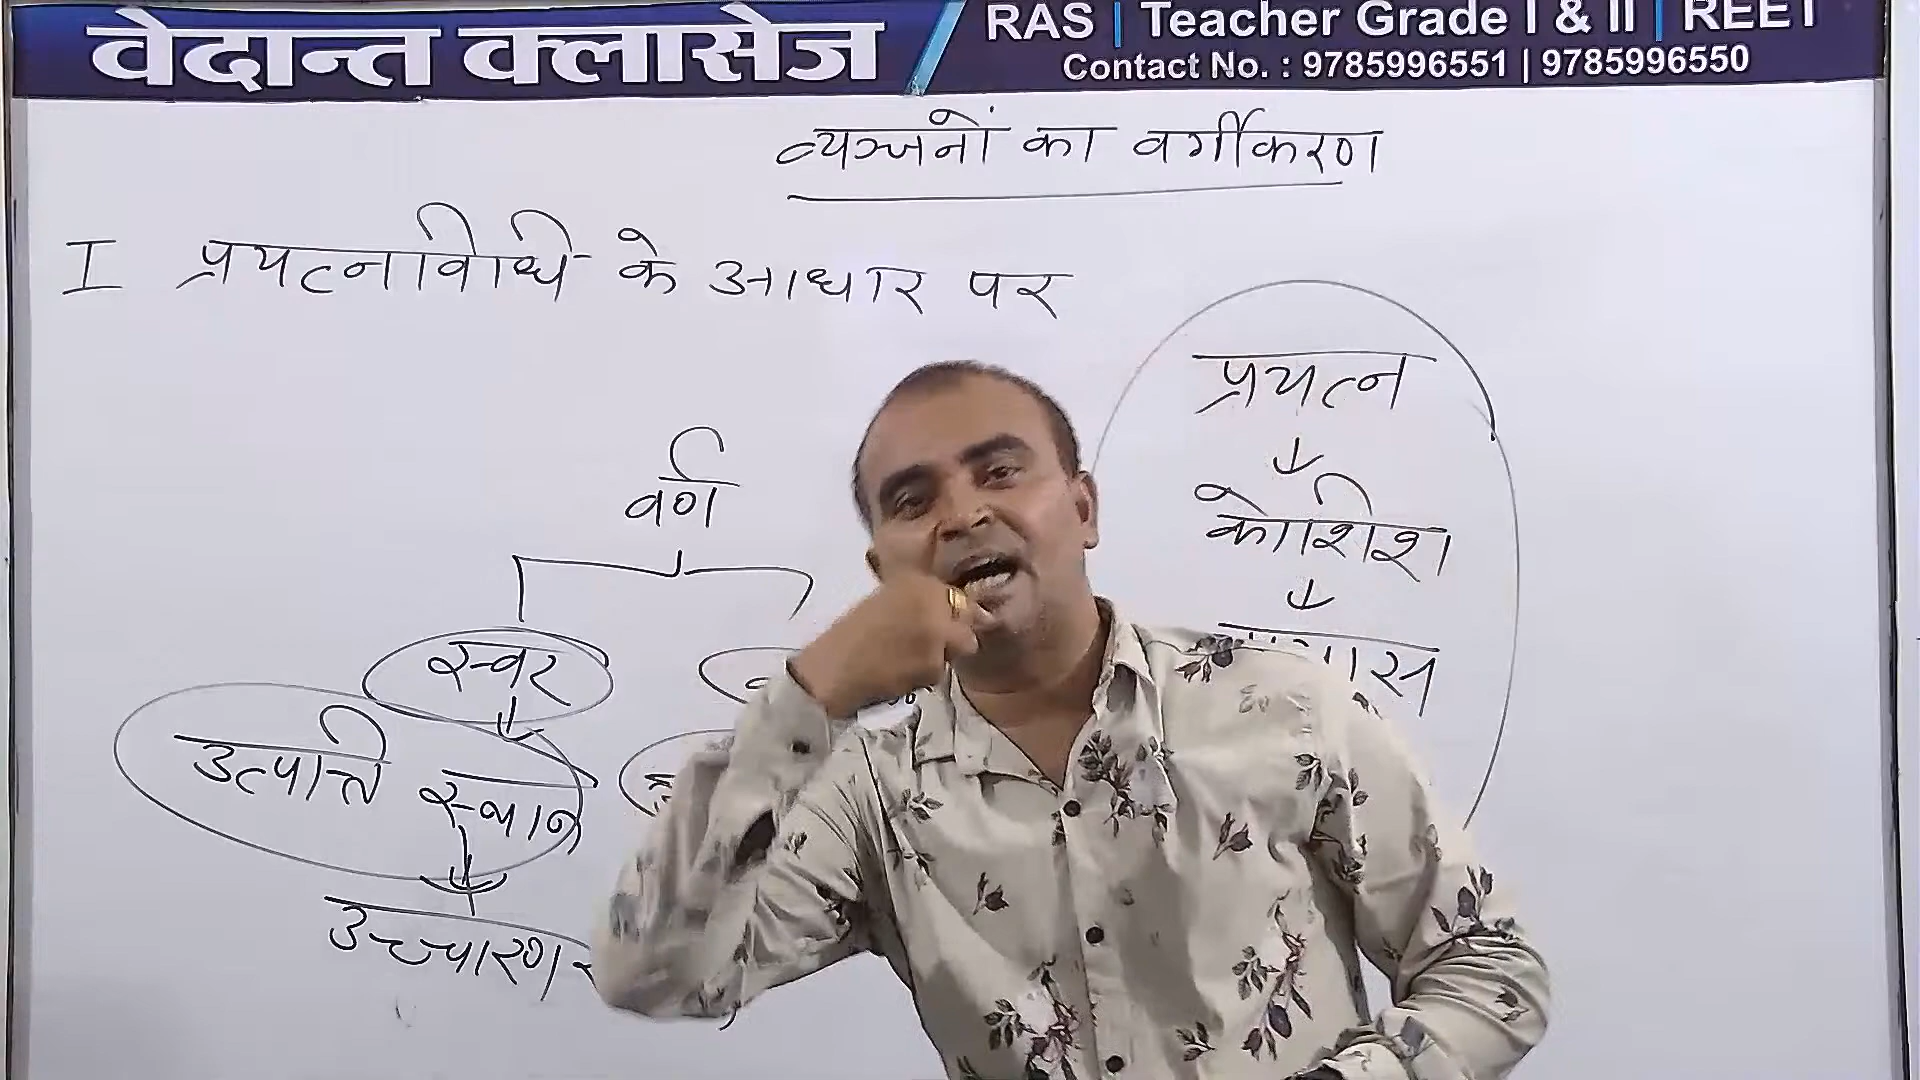 वेदान्त क्लासेज
RAS | Teacher Grade I & II | REET
Contact No. : 9785996551 | 9785996550
व्यञ्जनों का वर्गीकरण
I प्रयत्नविधि के आधार पर
प्रयत्न
↓
कोशिश
↓
वर्ण
स्वर
↓
उत्पत्ति स्थान
↓
उच्चारण